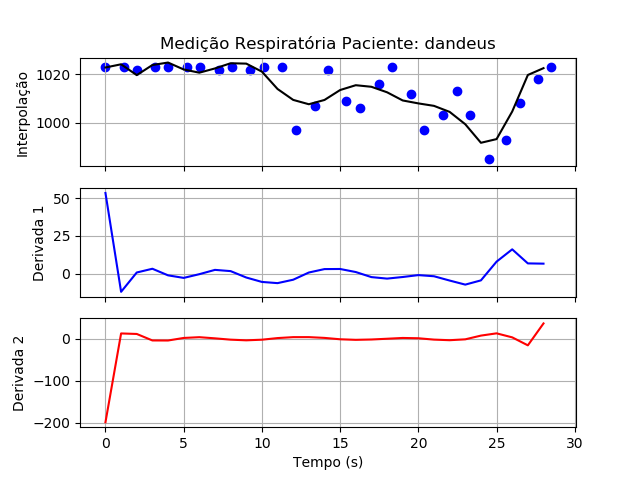 Medição Respiratória Paciente: dandeus
Interpolação
1020
1000
Derivada 1
50
25
0
Derivada 2
0
−100
−200
0 5 10 15 20 25 30
Tempo (s)